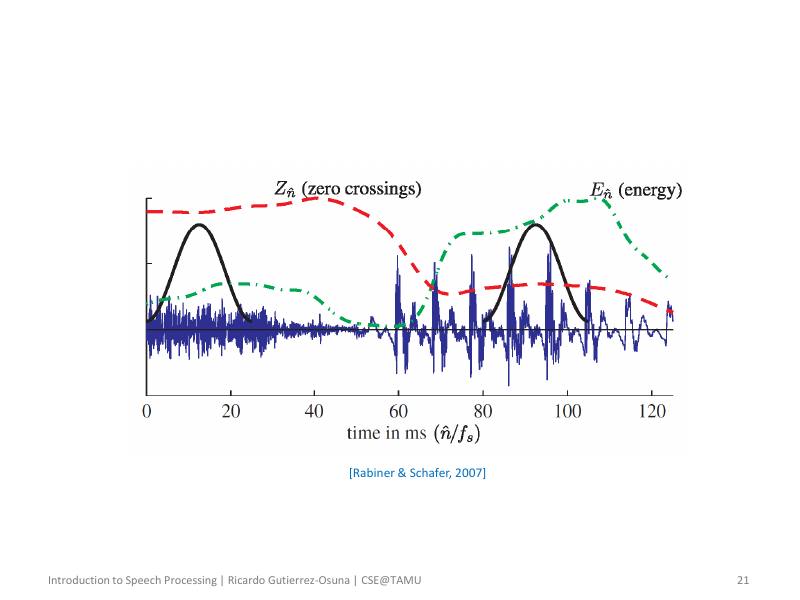 Zn̂ (zero crossings)
En̂ (energy)
0 20 40 60 80 100 120
time in ms (n̂/fs)
[Rabiner & Schafer, 2007]
Introduction to Speech Processing | Ricardo Gutierrez-Osuna | CSE@TAMU
21